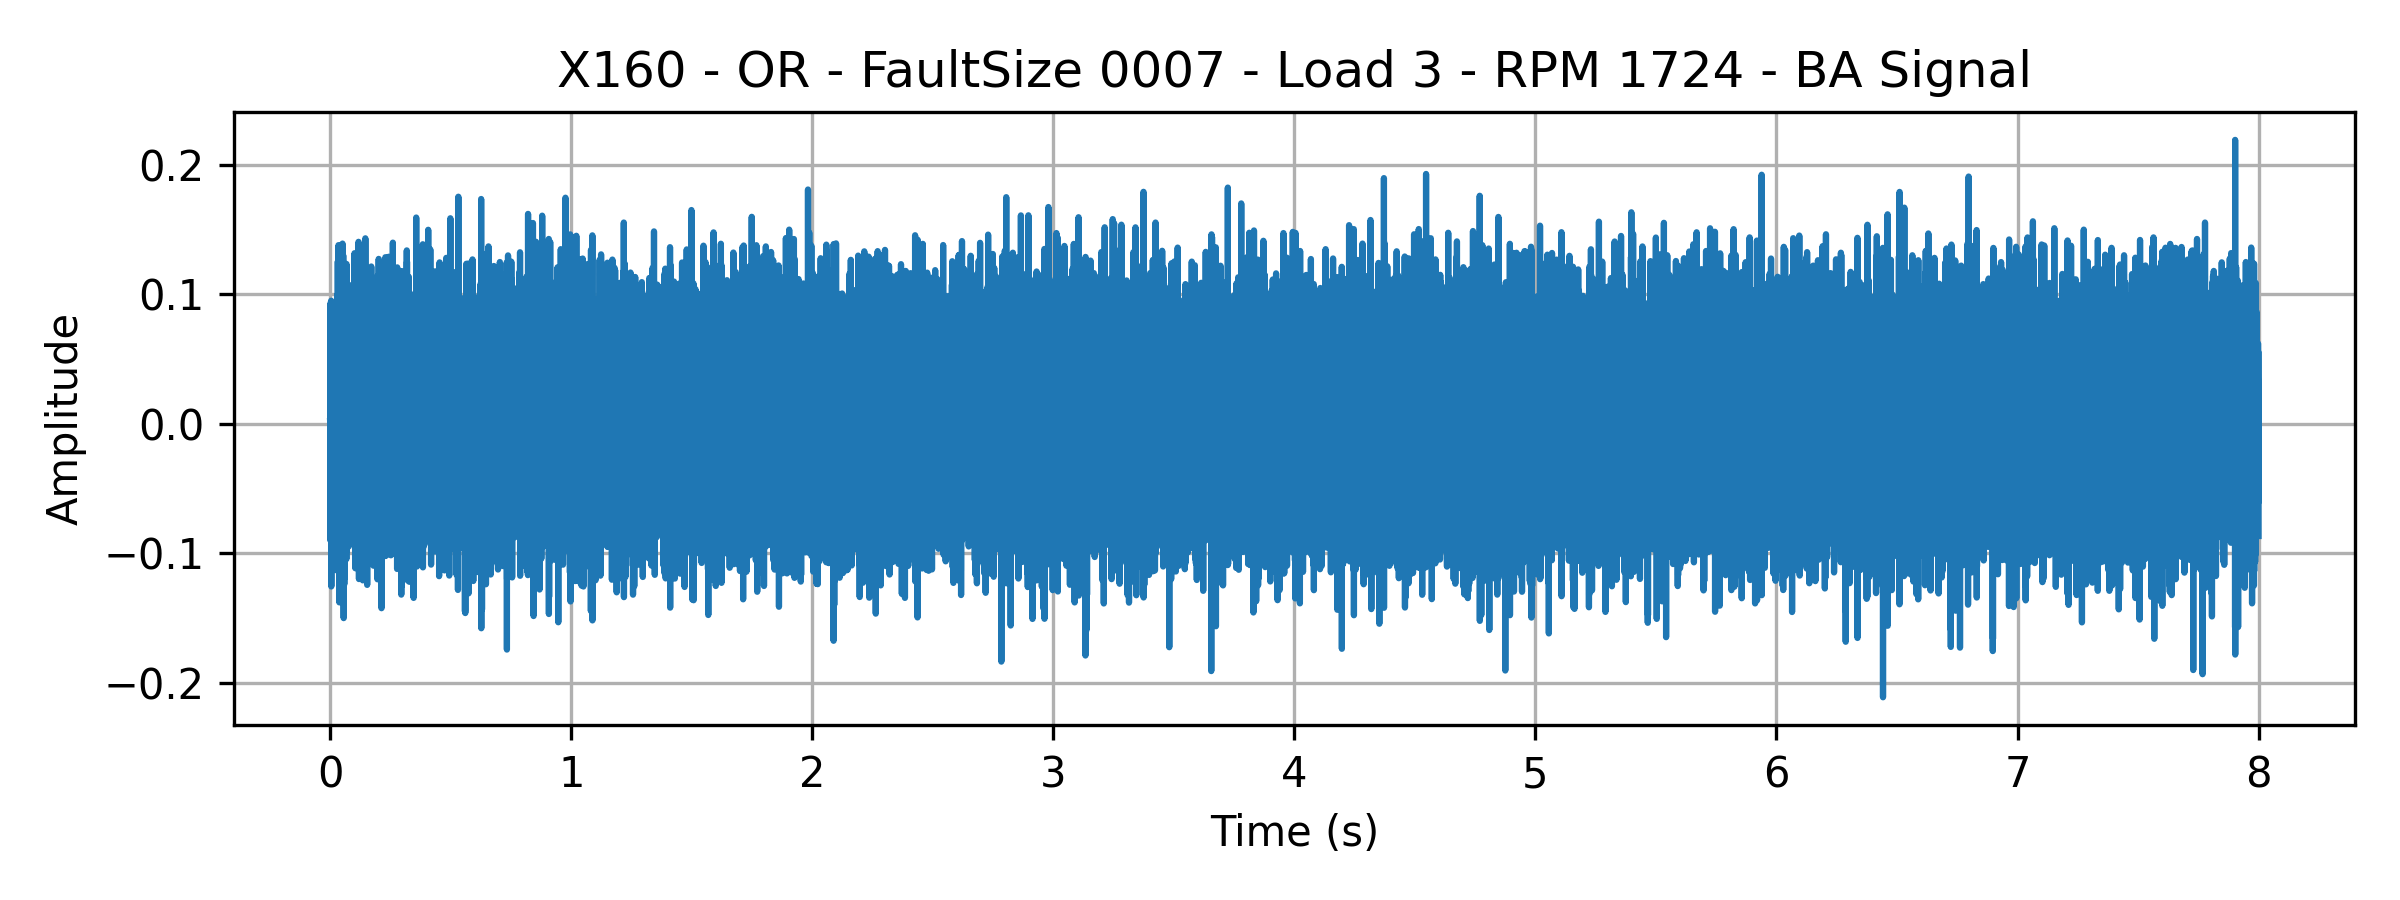 X160 - OR - FaultSize 0007 - Load 3 - RPM 1724 - BA Signal
Amplitude
0.2
0.1
0.0
−0.1
−0.2
0 1 2 3 4 5 6 7 8
Time (s)